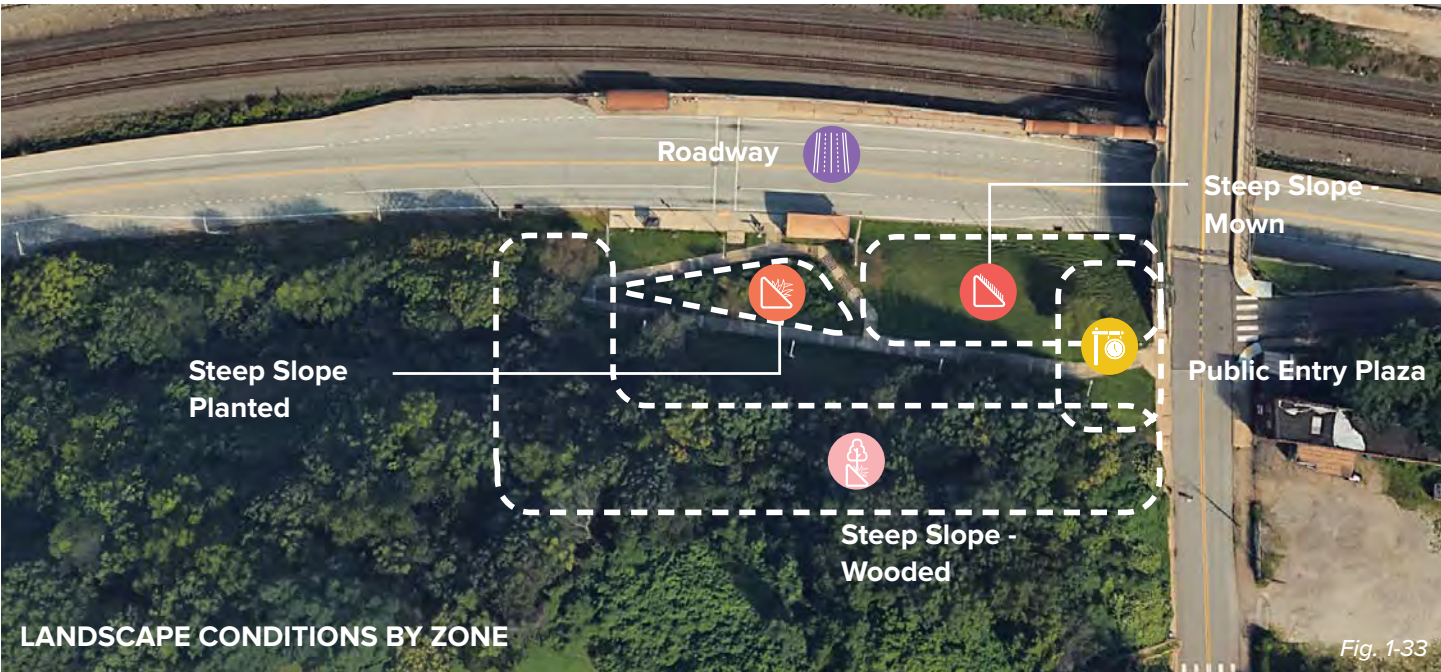 Roadway
Steep Slope -
Mown
Steep Slope
Planted
Public Entry Plaza
Steep Slope -
Wooded
LANDSCAPE CONDITIONS BY ZONE
Fig. 1-33